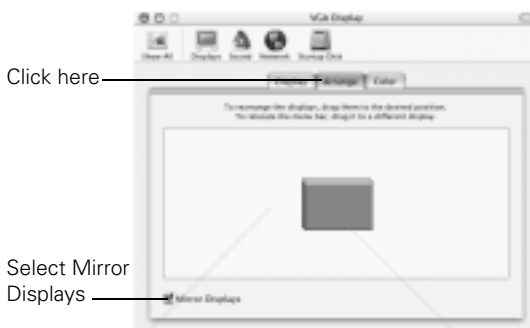 VGA Display
Show All Displays Sound Network Startup Disk
Click here
Display Arrange Color
To rearrange the displays, drag them to the desired position.
To relocate the menu bar, drag it to a different display.
Select Mirror
Displays
Mirror Displays